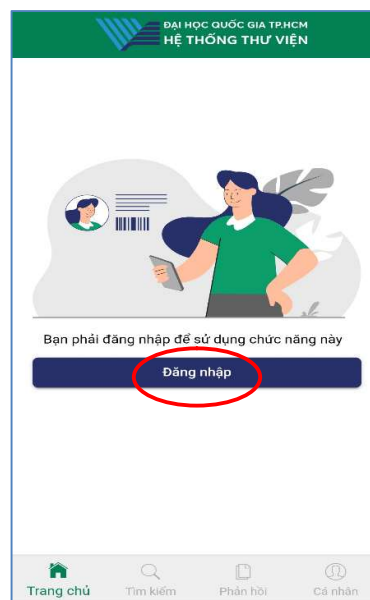 ĐẠI HỌC QUỐC GIA TP.HCM
HỆ THỐNG THƯ VIỆN
Bạn phải đăng nhập để sử dụng chức năng này
Đăng nhập
Trang chủ Tìm kiếm Phản hồi Cá nhân